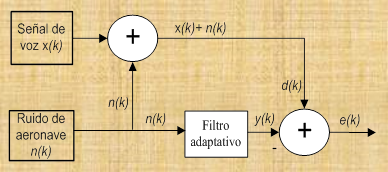 Señal de
voz x(k)
+
x(k)+ n(k)
n(k)
d(k)
Ruido de
aeronave
n(k)
n(k)
Filtro
adaptativo
y(k)
-
+
e(k)